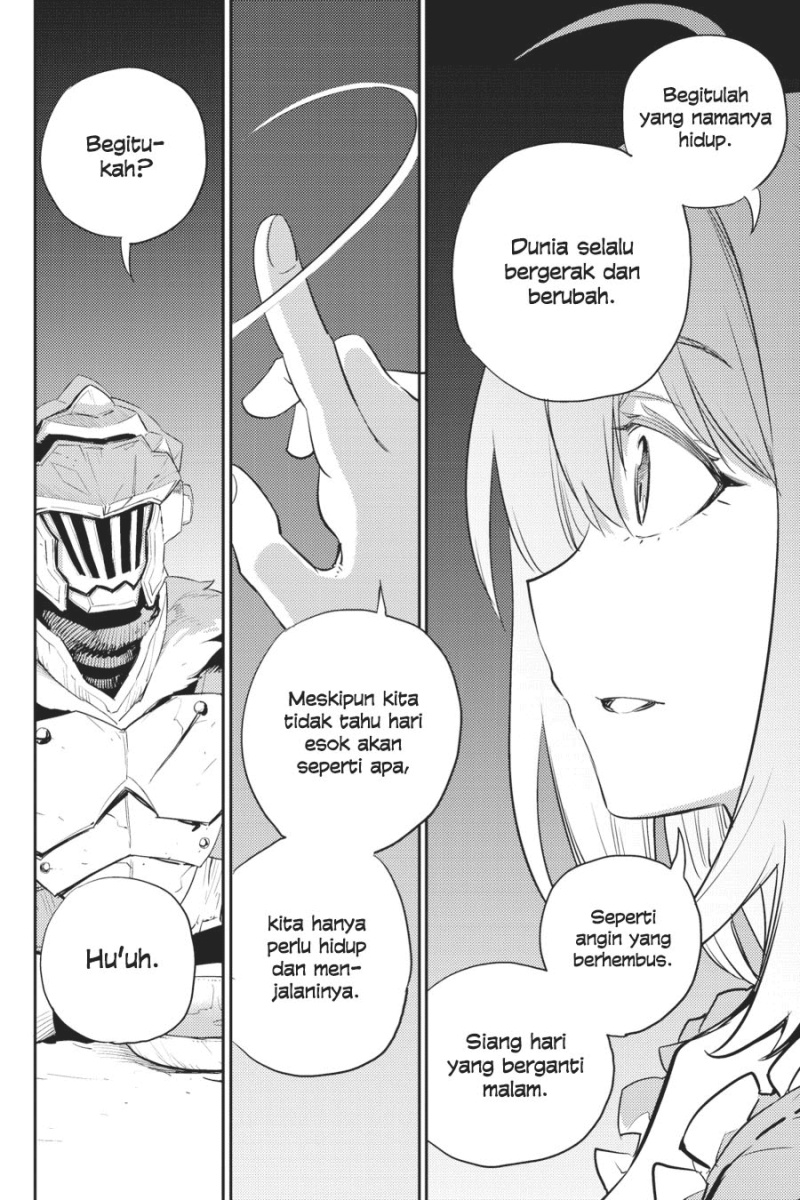 Begitulah
yang namanya
hidup.
Dunia selalu
bergerak dan
berubah.
Seperti
angin yang
berhembus.
Siang hari
yang berganti
malam.
Meskipun kita
tidak tahu hari
esok akan
seperti apa,
kita hanya
perlu hidup
dan men-
jalaninya.
Begitu-
kah?
Hu'uh.